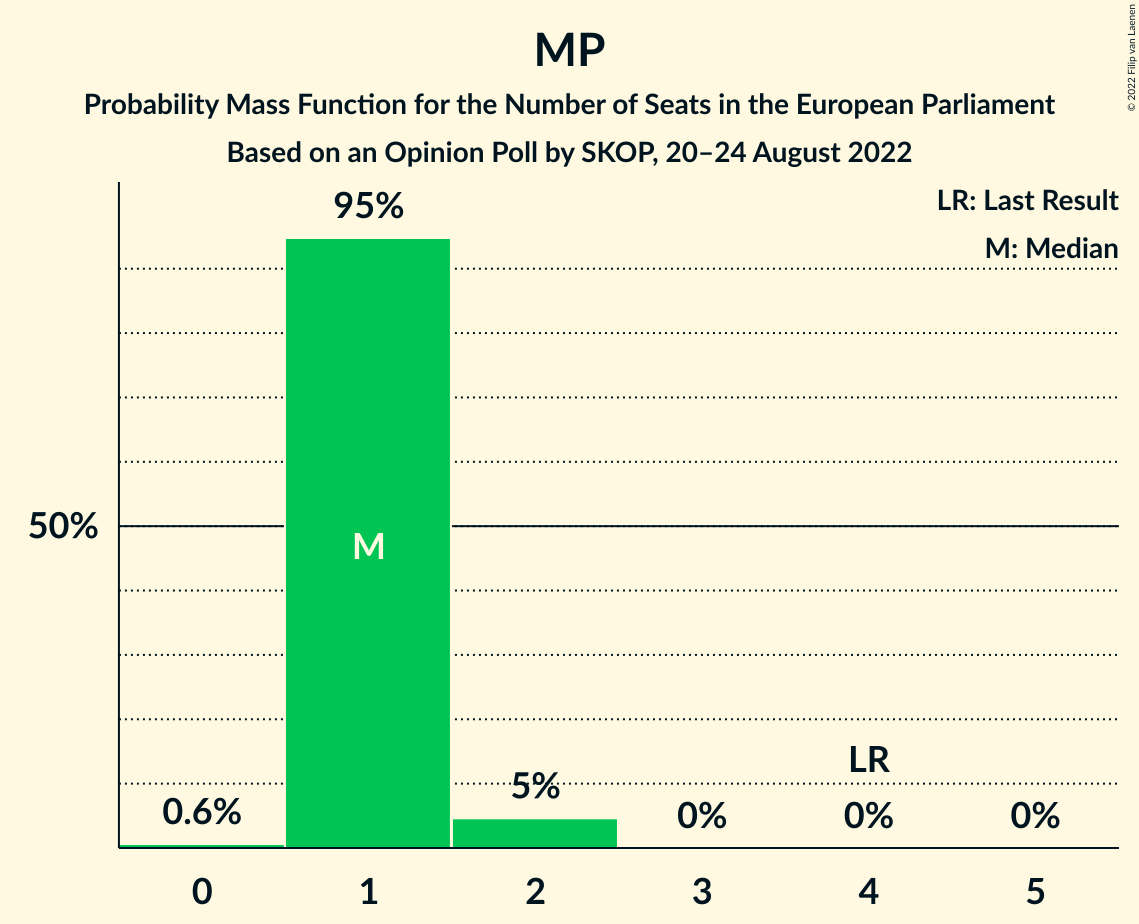 MP
Probability Mass Function for the Number of Seats in the European Parliament
Based on an Opinion Poll by SKOP, 20–24 August 2022
© 2022 Filip van Laenen
LR: Last Result
M: Median
95%
50%
M
LR
0.6%
5%
0%
0%
0%
0
1
2
3
4
5